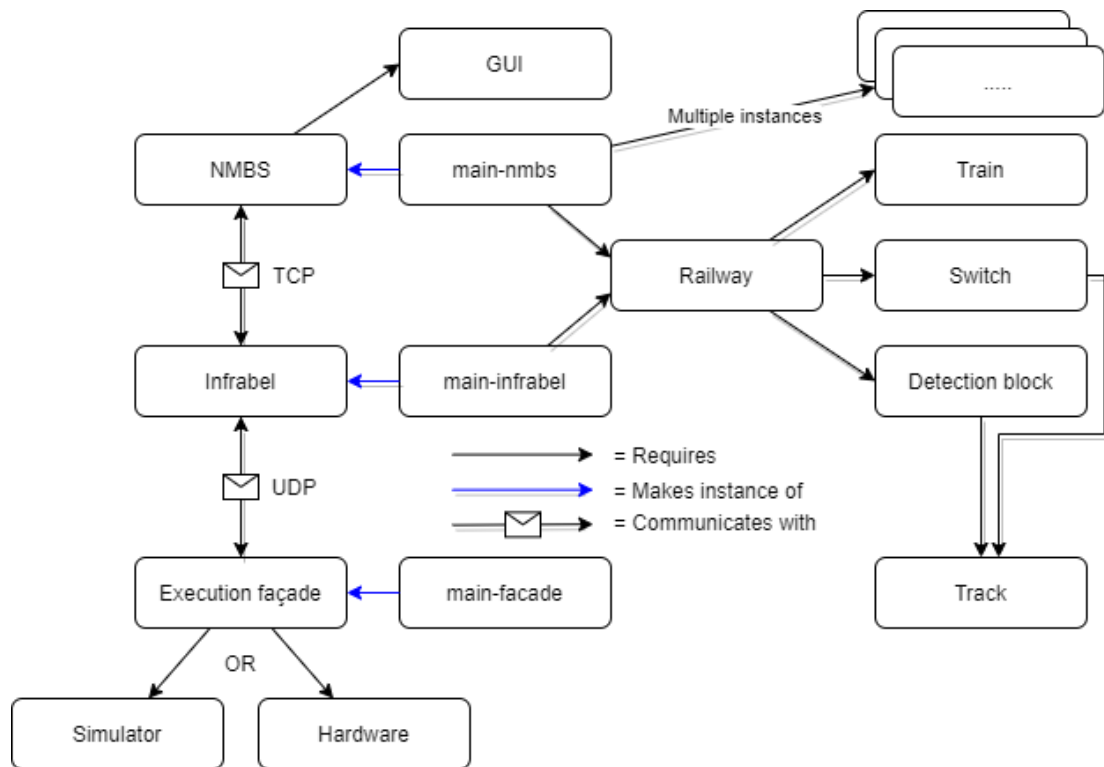 GUI
.....
Multiple instances
NMBS
main-nmbs
Train
TCP
Railway
Switch
Infrabel
main-infrabel
Detection block
= Requires
UDP
= Makes instance of
= Communicates with
Execution façade
main-facade
Track
OR
Simulator
Hardware